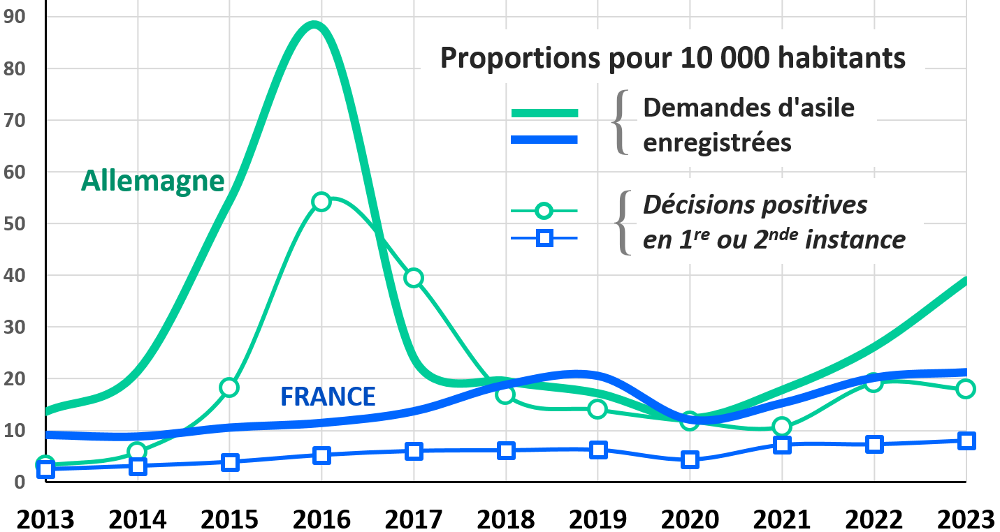 90
Proportions pour 10 000 habitants
80
Demandes d'asile
enregistrées
70
60
Allemagne
Décisions positives
en 1re ou 2nde instance
50
40
30
20
FRANCE
10
0
2013 2014 2015 2016 2017 2018 2019 2020 2021 2022 2023